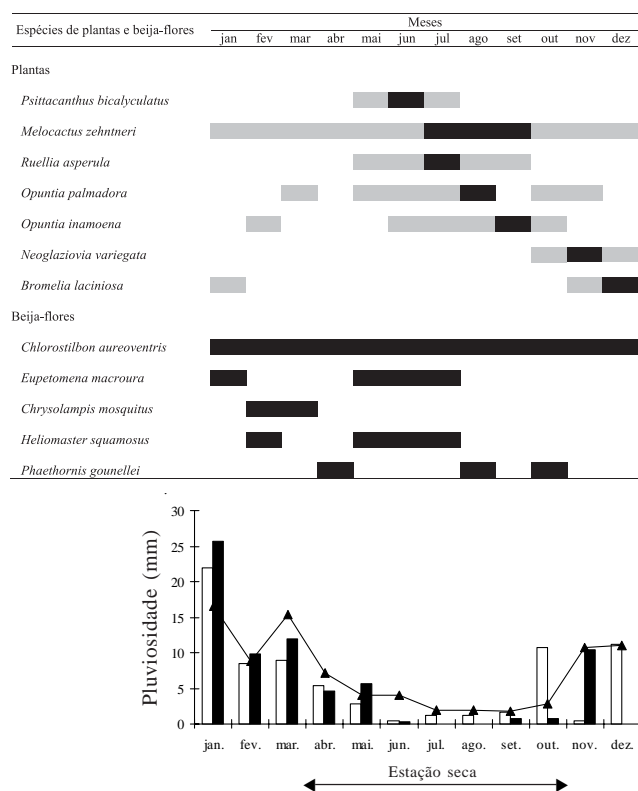 Espécies de plantas e beija-flores
Meses
jan fev mar abr mai jun jul ago set out nov dez
Plantas
Psittacanthus bicalyculatus
Melocactus zehntneri
Ruellia asperula
Opuntia palmadora
Opuntia inamoena
Neoglaziovia variegata
Bromelia laciniosa
Beija-flores
Chlorostilbon aureoventris
Eupetomena macroura
Chrysolampis mosquitus
Heliomaster squamosus
Phaethornis gounellei
Pluviosidade (mm)
30
25
20
15
10
5
0
jan. fev. mar. abr. mai. jun. jul. ago. set. out. nov. dez.
Estação seca